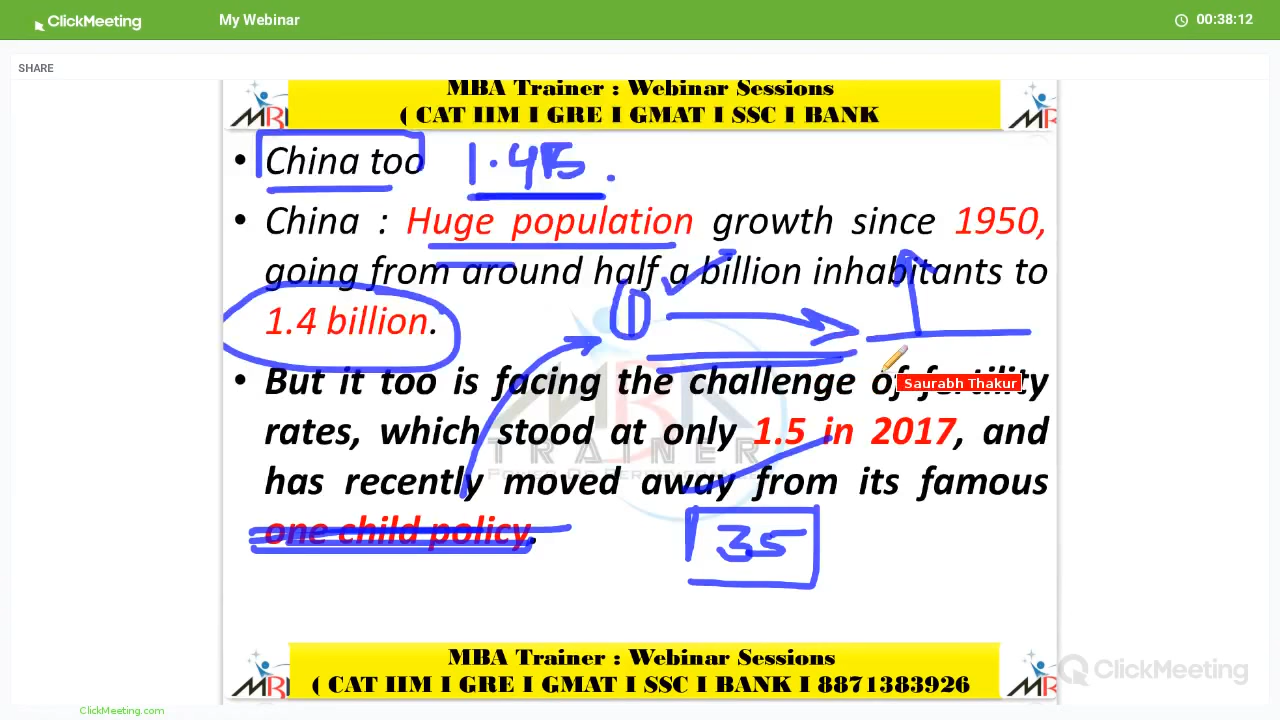 ClickMeeting My Webinar 00:38:12
SHARE
MBA Trainer : Webinar Sessions
( CAT IIM I GRE I GMAT I SSC I BANK
• China too 1.45.
• China : Huge population growth since 1950,
going from around half a billion inhabitants to
1.4 billion.
1
• But it too is facing the challenge of fertility
Saurabh Thakur
rates, which stood at only 1.5 in 2017, and
has recently moved away from its famous
one child policy.
35
MBA Trainer : Webinar Sessions
( CAT IIM I GRE I GMAT I SSC I BANK I 8871383926
ClickMeeting
ClickMeeting.com